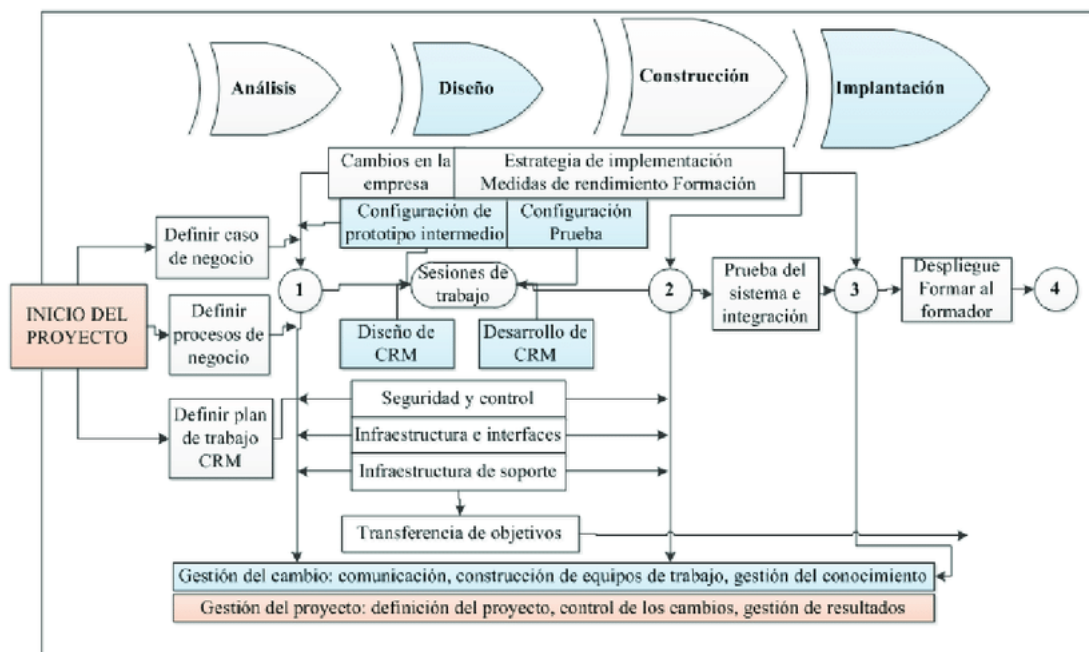 Análisis
Diseño
Construcción
Implantación
Cambios en la
empresa
Estrategia de implementación
Medidas de rendimiento Formación
Configuración de
prototipo intermedio
Configuración
Prueba
Definir caso
de negocio
INICIO DEL
PROYECTO
Definir
procesos de
negocio
Definir plan
de trabajo
CRM
1
Sesiones de
trabajo
2
Prueba del
sistema e
integración
3
Despliegue
Formar al
formador
4
Diseño de
CRM
Desarrollo de
CRM
Seguridad y control
Infraestructura e interfaces
Infraestructura de soporte
Transferencia de objetivos
Gestión del cambio: comunicación, construcción de equipos de trabajo, gestión del conocimiento
Gestión del proyecto: definición del proyecto, control de los cambios, gestión de resultados